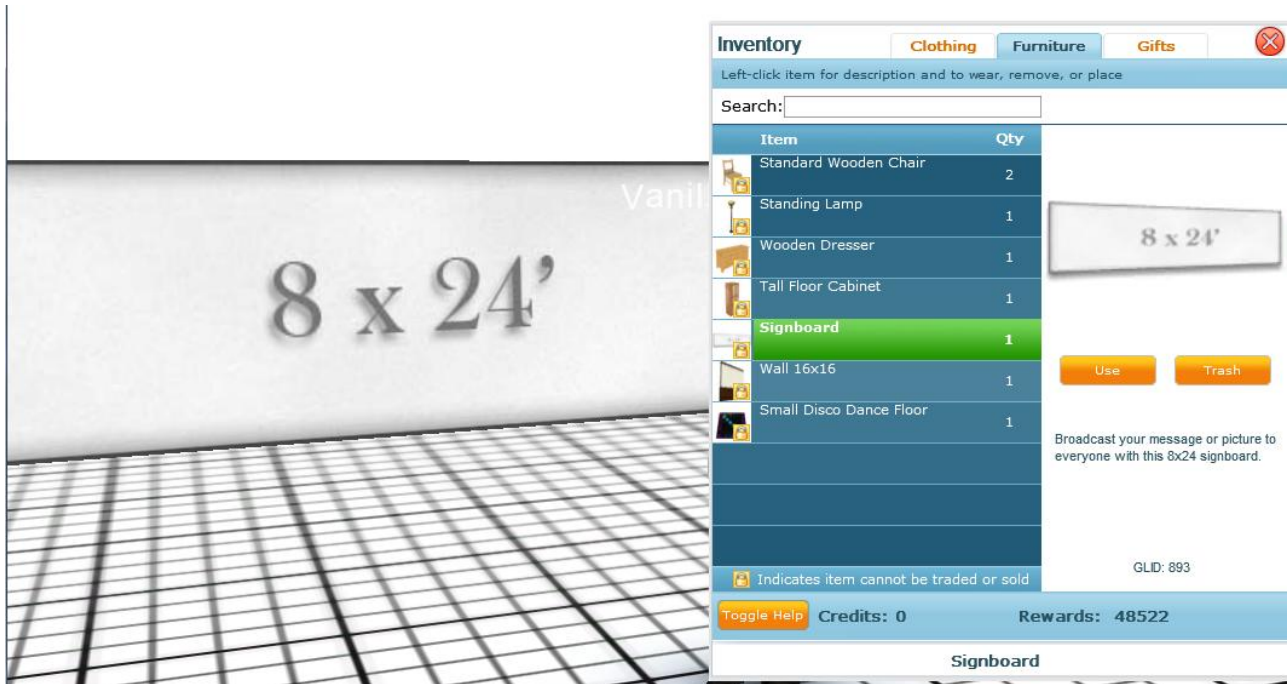 8 x 24’
Vanil
Inventory
Clothing
Furniture
Gifts
Left-click item for description and to wear, remove, or place
Search:
Item Qty
Standard Wooden Chair 2
Standing Lamp 1
Wooden Dresser 1
Tall Floor Cabinet 1
Signboard 1
Wall 16x16 1
Small Disco Dance Floor 1
Indicates item cannot be traded or sold
8 x 24'
Use
Trash
Broadcast your message or picture to
everyone with this 8x24 signboard.
GLID: 893
Toggle Help
Credits: 0
Rewards: 48522
Signboard